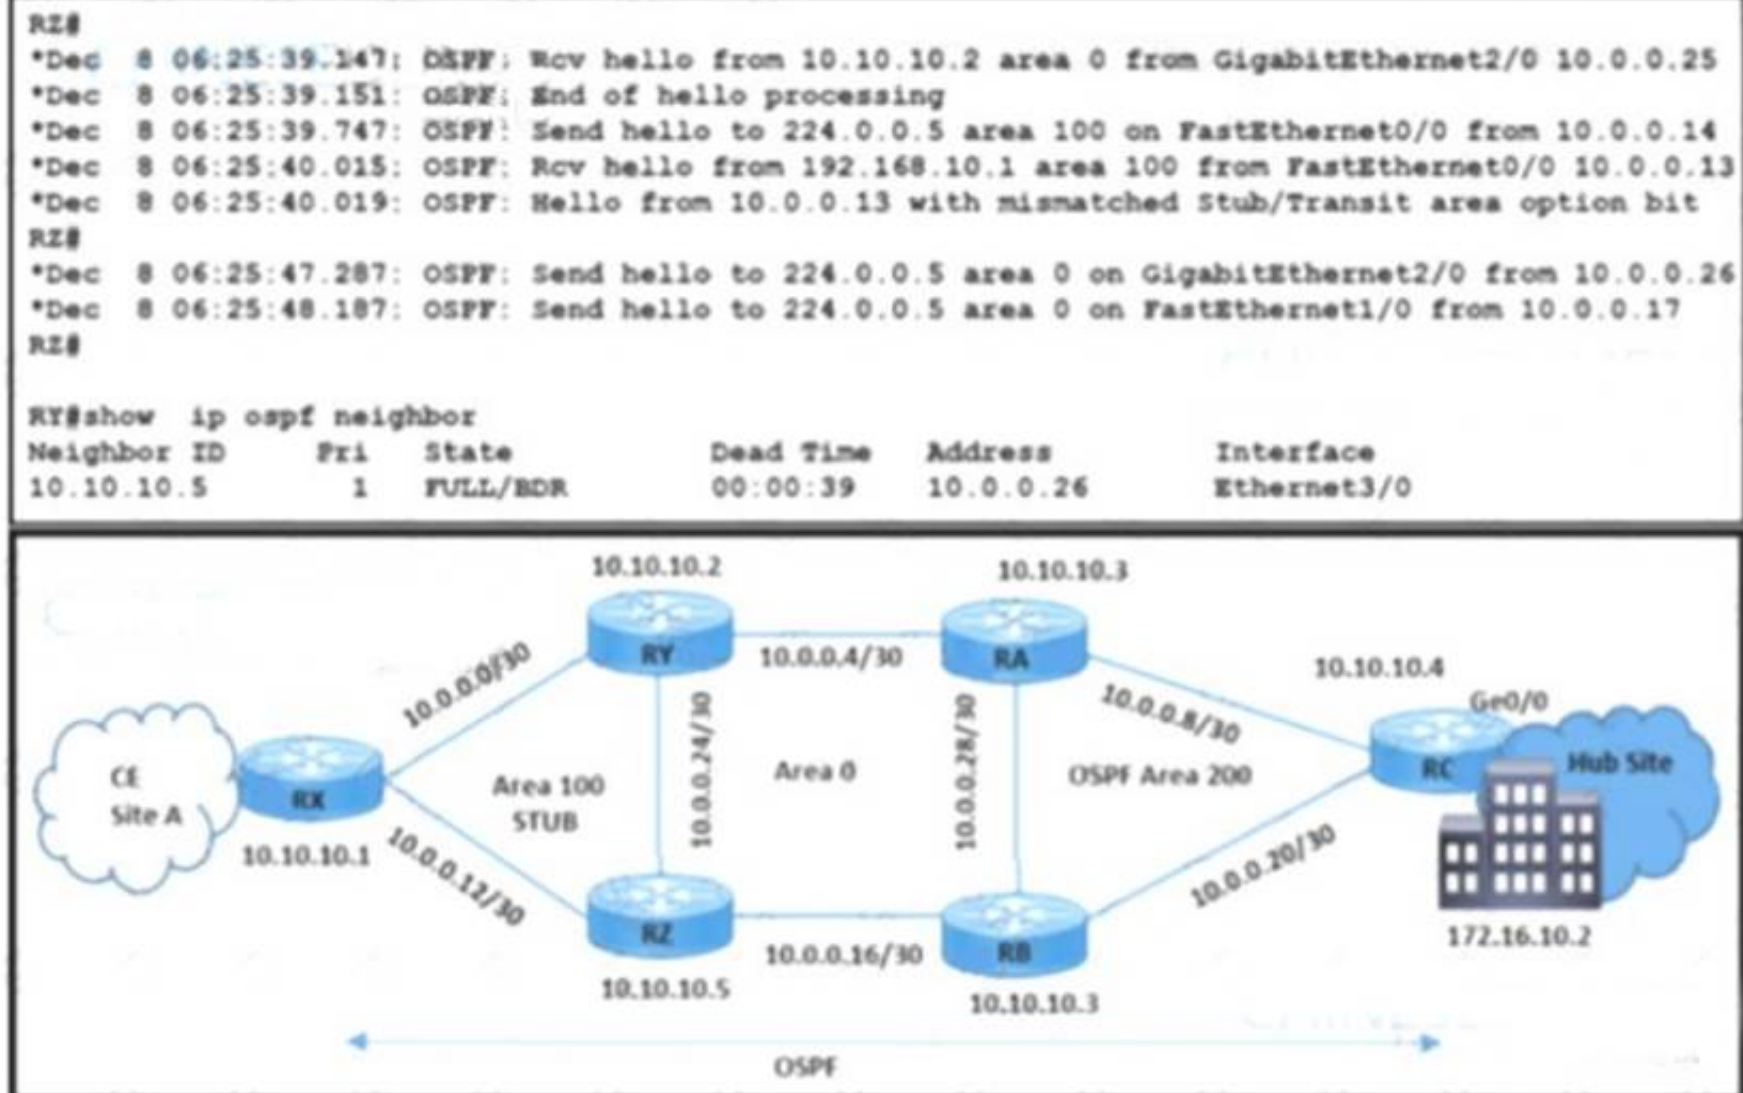 RZ#
*Dec  8 06:25:39.147: OSPF: Rcv hello from 10.10.10.2 area 0 from GigabitEthernet2/0 10.0.0.25
*Dec  8 06:25:39.151: OSPF: End of hello processing
*Dec  8 06:25:39.747: OSPF: Send hello to 224.0.0.5 area 100 on FastEthernet0/0 from 10.0.0.14
*Dec  8 06:25:40.015: OSPF: Rcv hello from 192.168.10.1 area 100 from FastEthernet0/0 10.0.0.13
*Dec  8 06:25:40.019: OSPF: Hello from 10.0.0.13 with mismatched Stub/Transit area option bit
RZ#
*Dec  8 06:25:47.287: OSPF: Send hello to 224.0.0.5 area 0 on GigabitEthernet2/0 from 10.0.0.26
*Dec  8 06:25:48.187: OSPF: Send hello to 224.0.0.5 area 0 on FastEthernet1/0 from 10.0.0.17
RZ#
RY#show  ip ospf neighbor
Neighbor ID     Pri   State           Dead Time   Address         Interface
10.10.10.5        1   FULL/BDR        00:00:39    10.0.0.26       Ethernet3/0
10.10.10.2
10.10.10.3
RY
10.0.0.4/30
RA
10.0.0.0/30
10.10.10.4
Ge0/0
10.0.0.8/30
10.0.0.24/30
10.0.0.28/30
CE
Site A
RX
Area 100
STUB
Area 0
OSPF Area 200
RC
Hub Site
10.10.10.1
10.0.0.12/30
10.0.0.20/30
RZ
10.0.0.16/30
RB
172.16.10.2
10.10.10.5
10.10.10.3
OSPF